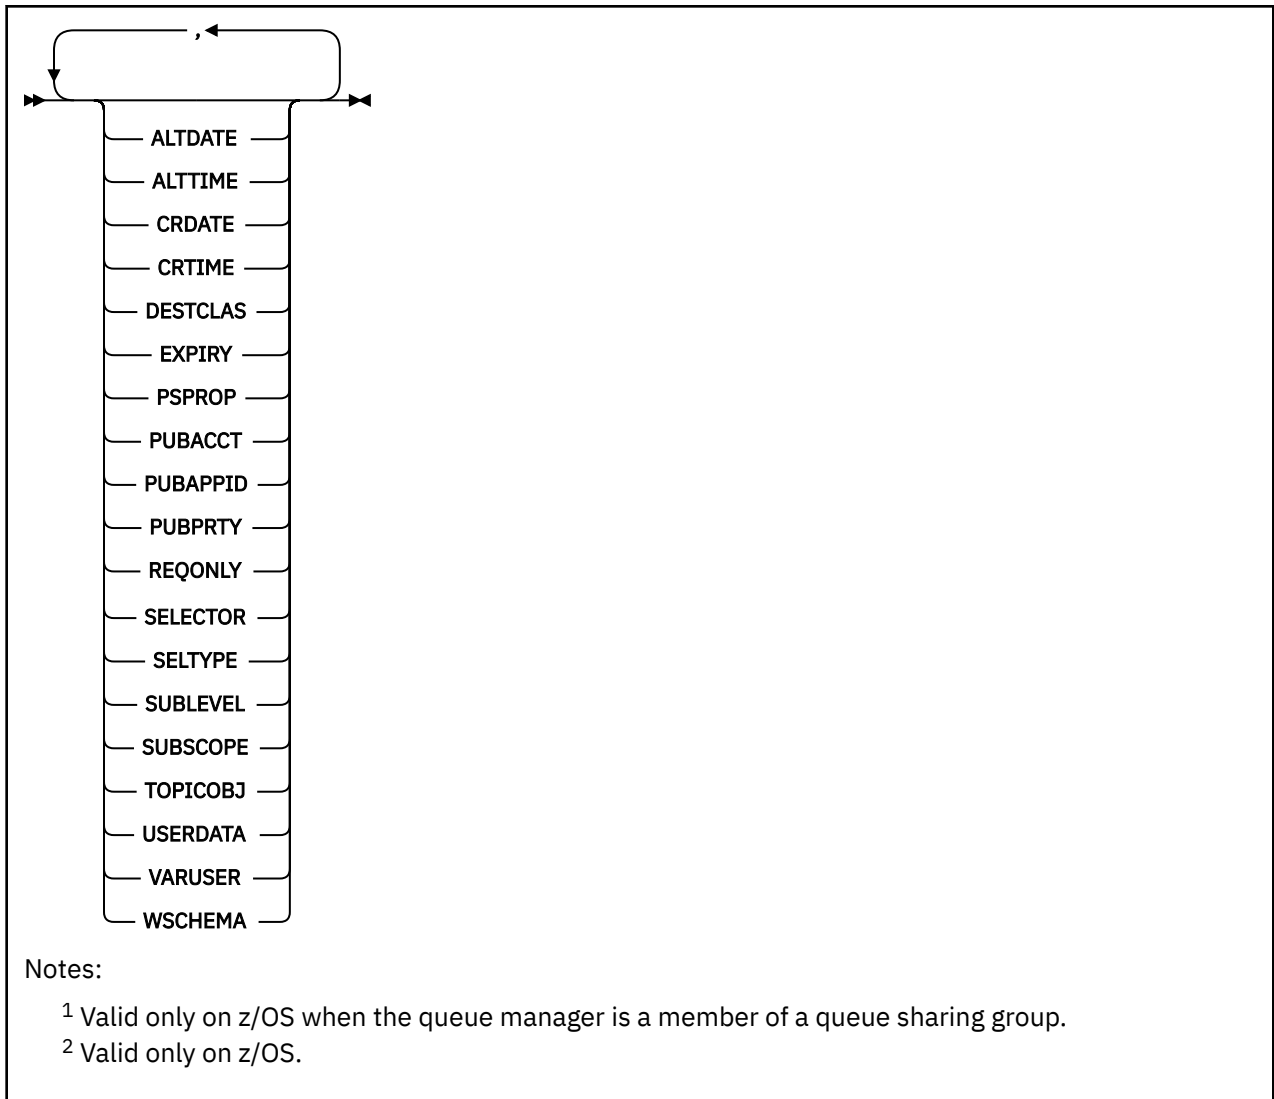 ,
ALTDATE
ALTTIME
CRDATE
CRTIME
DESTCLAS
EXPIRY
PSPROP
PUBACCT
PUBAPPID
PUBPRTY
REQONLY
SELECTOR
SELTYPE
SUBLEVEL
SUBSCOPE
TOPICOBJ
USERDATA
VARUSER
WSCHEMA
Notes:
1 Valid only on z/OS when the queue manager is a member of a queue sharing group.
2 Valid only on z/OS.